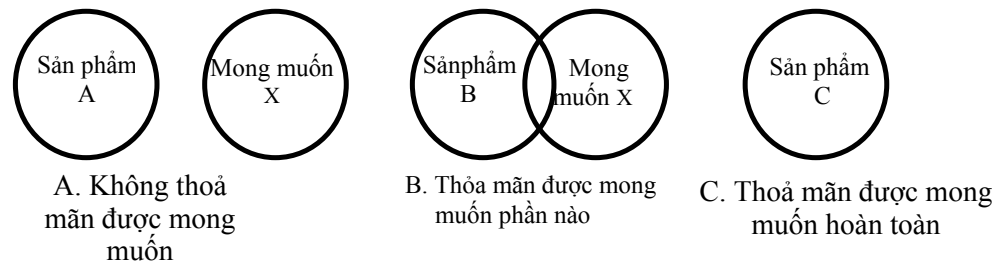 Sản phẩm
A
Mong muốn
X
Sảnphẩm
B
Mong
muốn X
Sản phẩm
C
A. Không thoả
mãn được mong
muốn
B. Thỏa mãn được mong
muốn phần nào
C. Thoả mãn được mong
muốn hoàn toàn